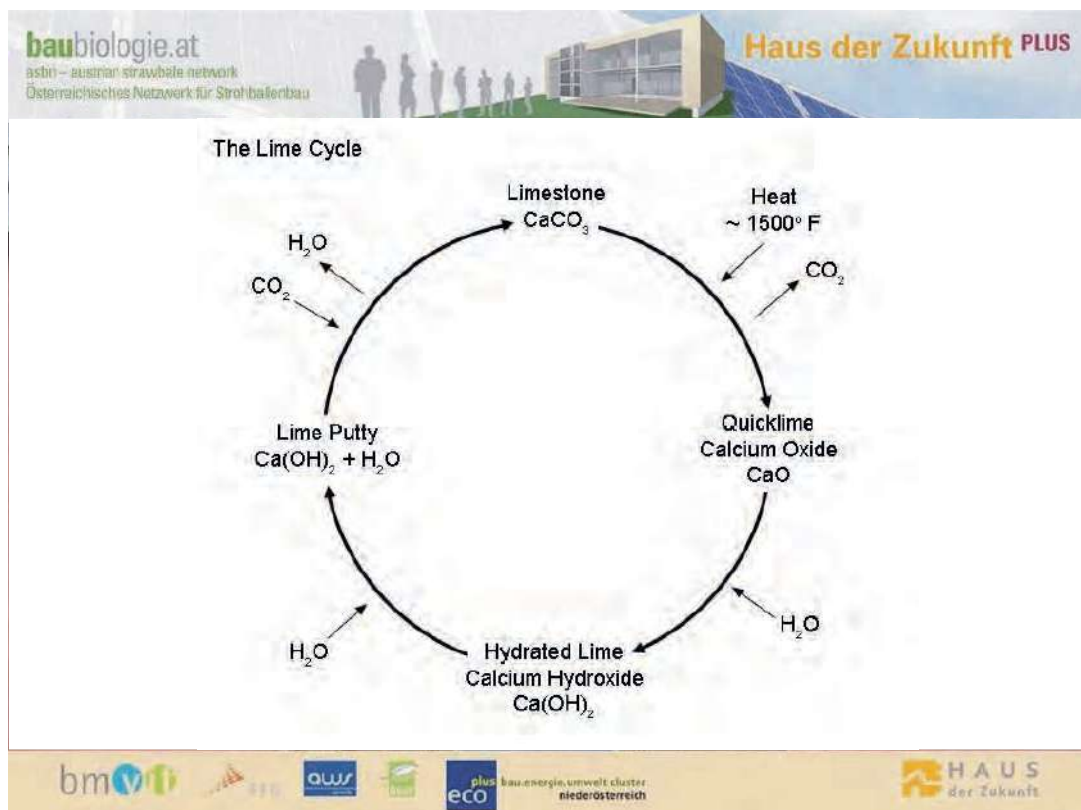 baubiologie.at
asbn – austrian strawbale network
Österreichisches Netzwerk für Strohballenbau
Haus der Zukunft PLUS
The Lime Cycle
Limestone
CaCO₃
Heat
~ 1500° F
CO₂
Quicklime
Calcium Oxide
CaO
H₂O
Hydrated Lime
Calcium Hydroxide
Ca(OH)₂
H₂O
Lime Putty
Ca(OH)₂ + H₂O
CO₂
H₂O
bmvit
aws
eco plus bau.energie.umwelt cluster
niederösterreich
HAUS
der Zukunft